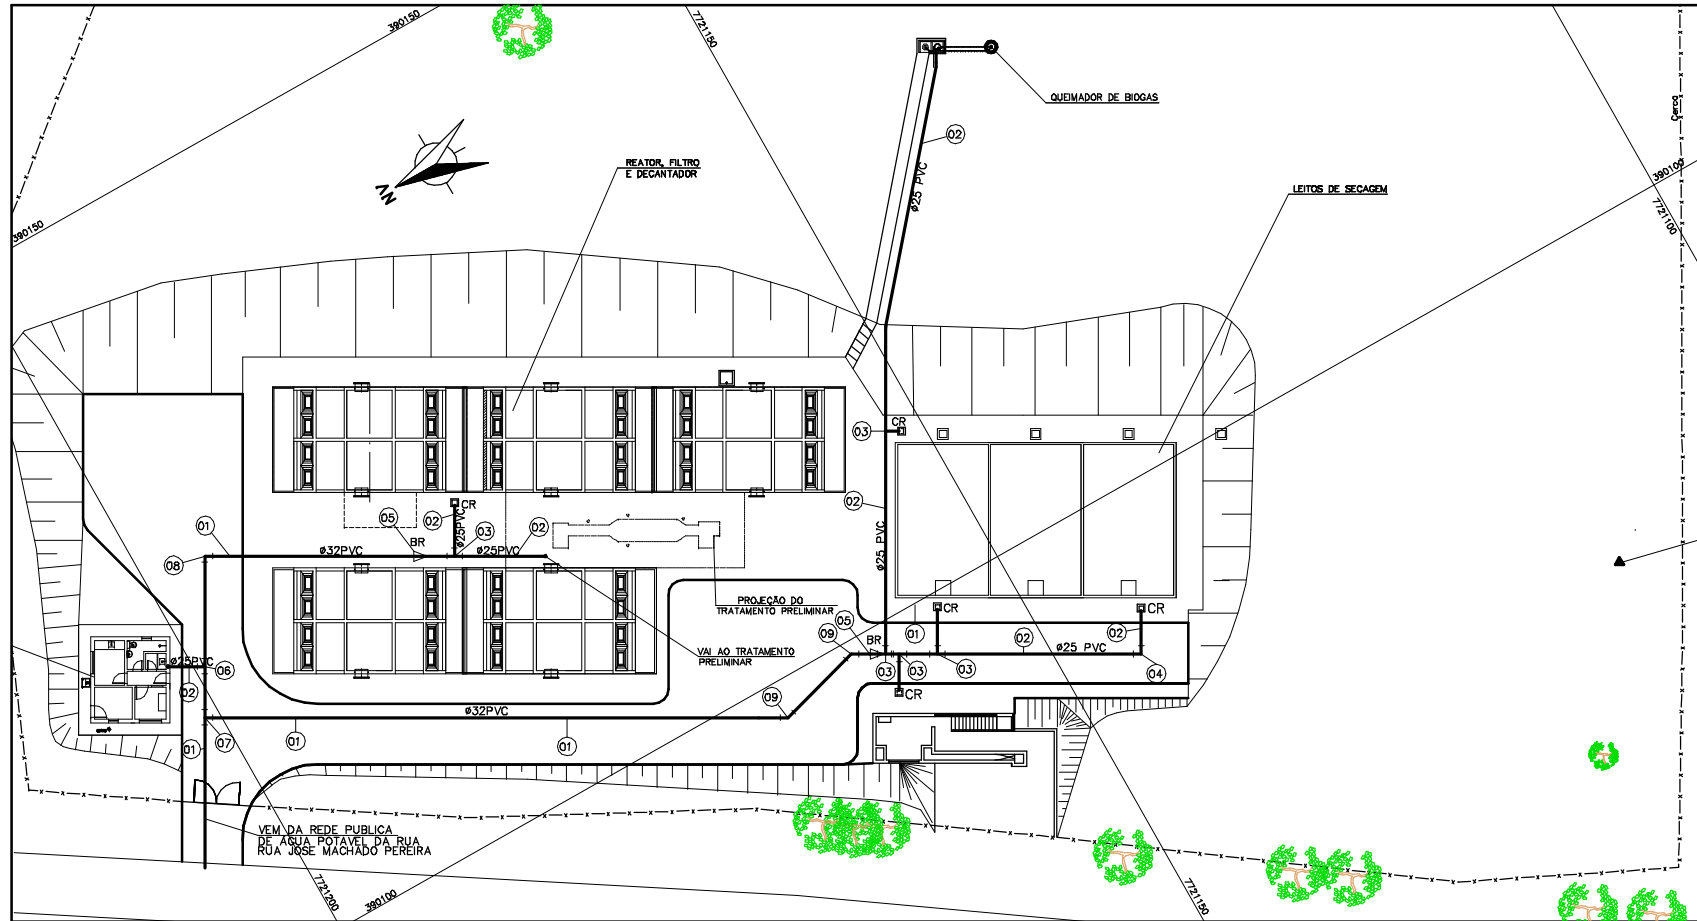 390150
7721150
QUEIMADOR DE BIOGAS
Cerca
02
Ø25 PVC
REATOR, FILTRO
E DECANTADOR
NV
LEITOS DE SECAGEM
390100
7721100
390150
CR
03
02
CR
05
02
01
BR
03
02
Ø32PVC
Ø25PVC
Ø25PVC
08
Ø25 PVC
PROJEÇÃO DO
TRATAMENTO PRELIMINAR
CR
CR
05
09
BR
01
02
02
Ø25 PVC
VAI AO TRATAMENTO
PRELIMINAR
Ø25PVC
06
03
03
03
04
02
CR
09
Ø32PVC
01
07
01
01
VEM DA REDE PUBLICA
DE AGUA POTAVEL DA RUA
RUA JOSE MACHADO PEREIRA
7721200
390100
7721150